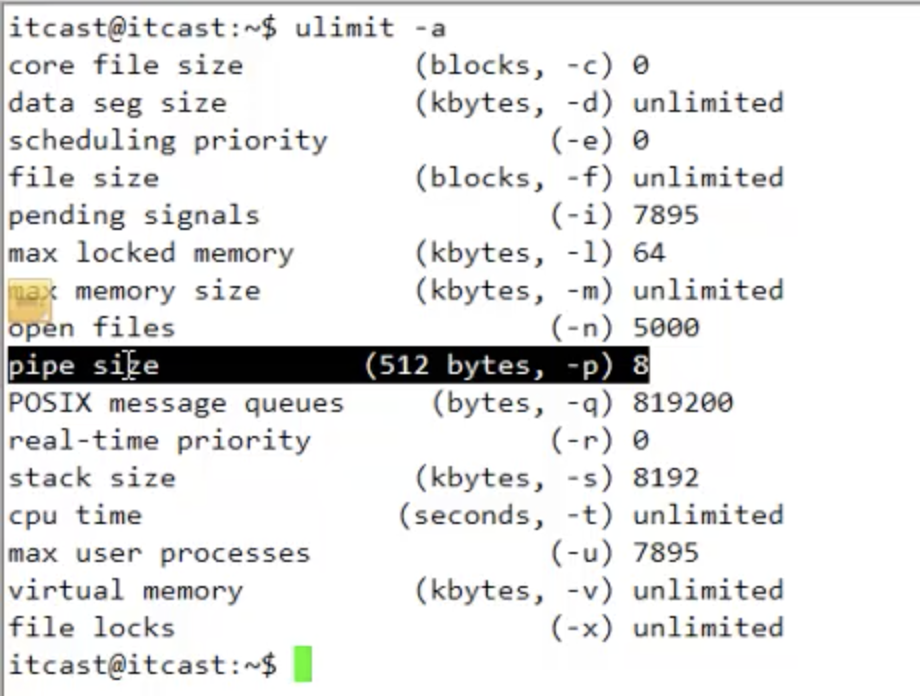 itcast@itcast:~$ ulimit -a
core file size (blocks, -c) 0
data seg size (kbytes, -d) unlimited
scheduling priority (-e) 0
file size (blocks, -f) unlimited
pending signals (-i) 7895
max locked memory (kbytes, -l) 64
max memory size (kbytes, -m) unlimited
open files (-n) 5000
pipe size (512 bytes, -p) 8
POSIX message queues (bytes, -q) 819200
real-time priority (-r) 0
stack size (kbytes, -s) 8192
cpu time (seconds, -t) unlimited
max user processes (-u) 7895
virtual memory (kbytes, -v) unlimited
file locks (-x) unlimited
itcast@itcast:~$